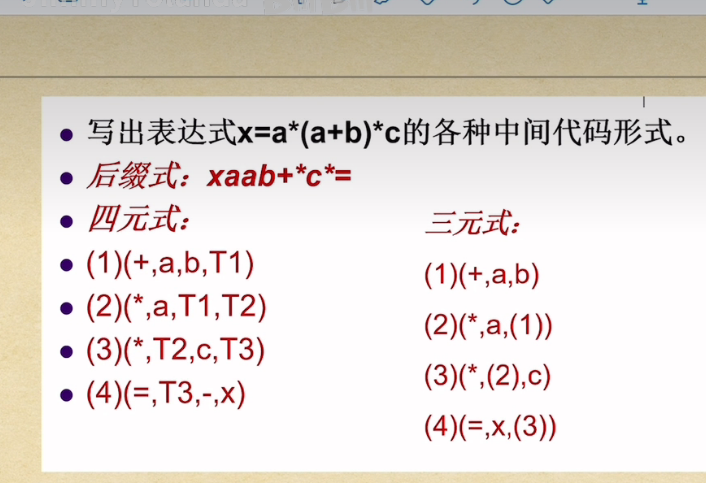 写出表达式x=a*(a+b)*c的各种中间代码形式。
后缀式：xaab+*c*=
四元式：
(1)(+,a,b,T1)
(2)(*,a,T1,T2)
(3)(*,T2,c,T3)
(4)(=,T3,-,x)
三元式：
(1)(+,a,b)
(2)(*,a,(1))
(3)(*,(2),c)
(4)(=,x,(3))